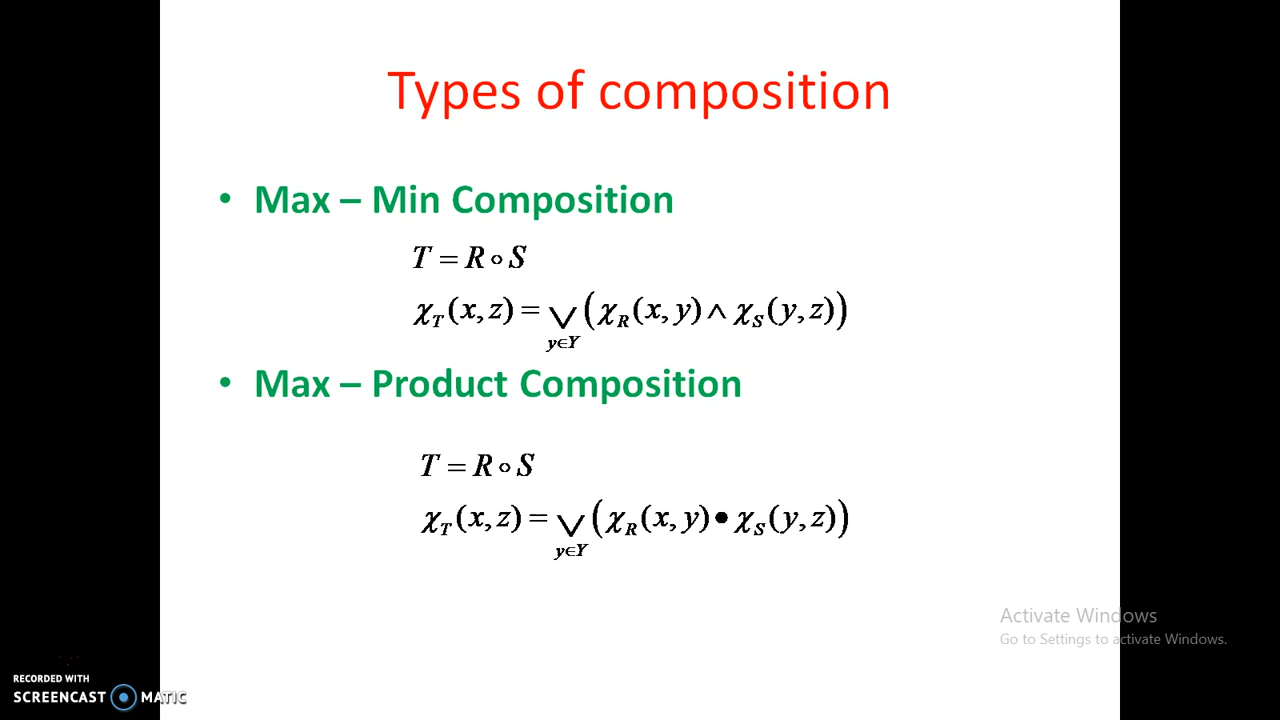 Types of composition
• Max – Min Composition
T = R ∘ S
χ_T(x, z) = ∨_{y∈Y} (χ_R(x, y) ∧ χ_S(y, z))
• Max – Product Composition
T = R ∘ S
χ_T(x, z) = ∨_{y∈Y} (χ_R(x, y) • χ_S(y, z))
Activate Windows
Go to Settings to activate Windows.
RECORDED WITH
SCREENCAST MATIC